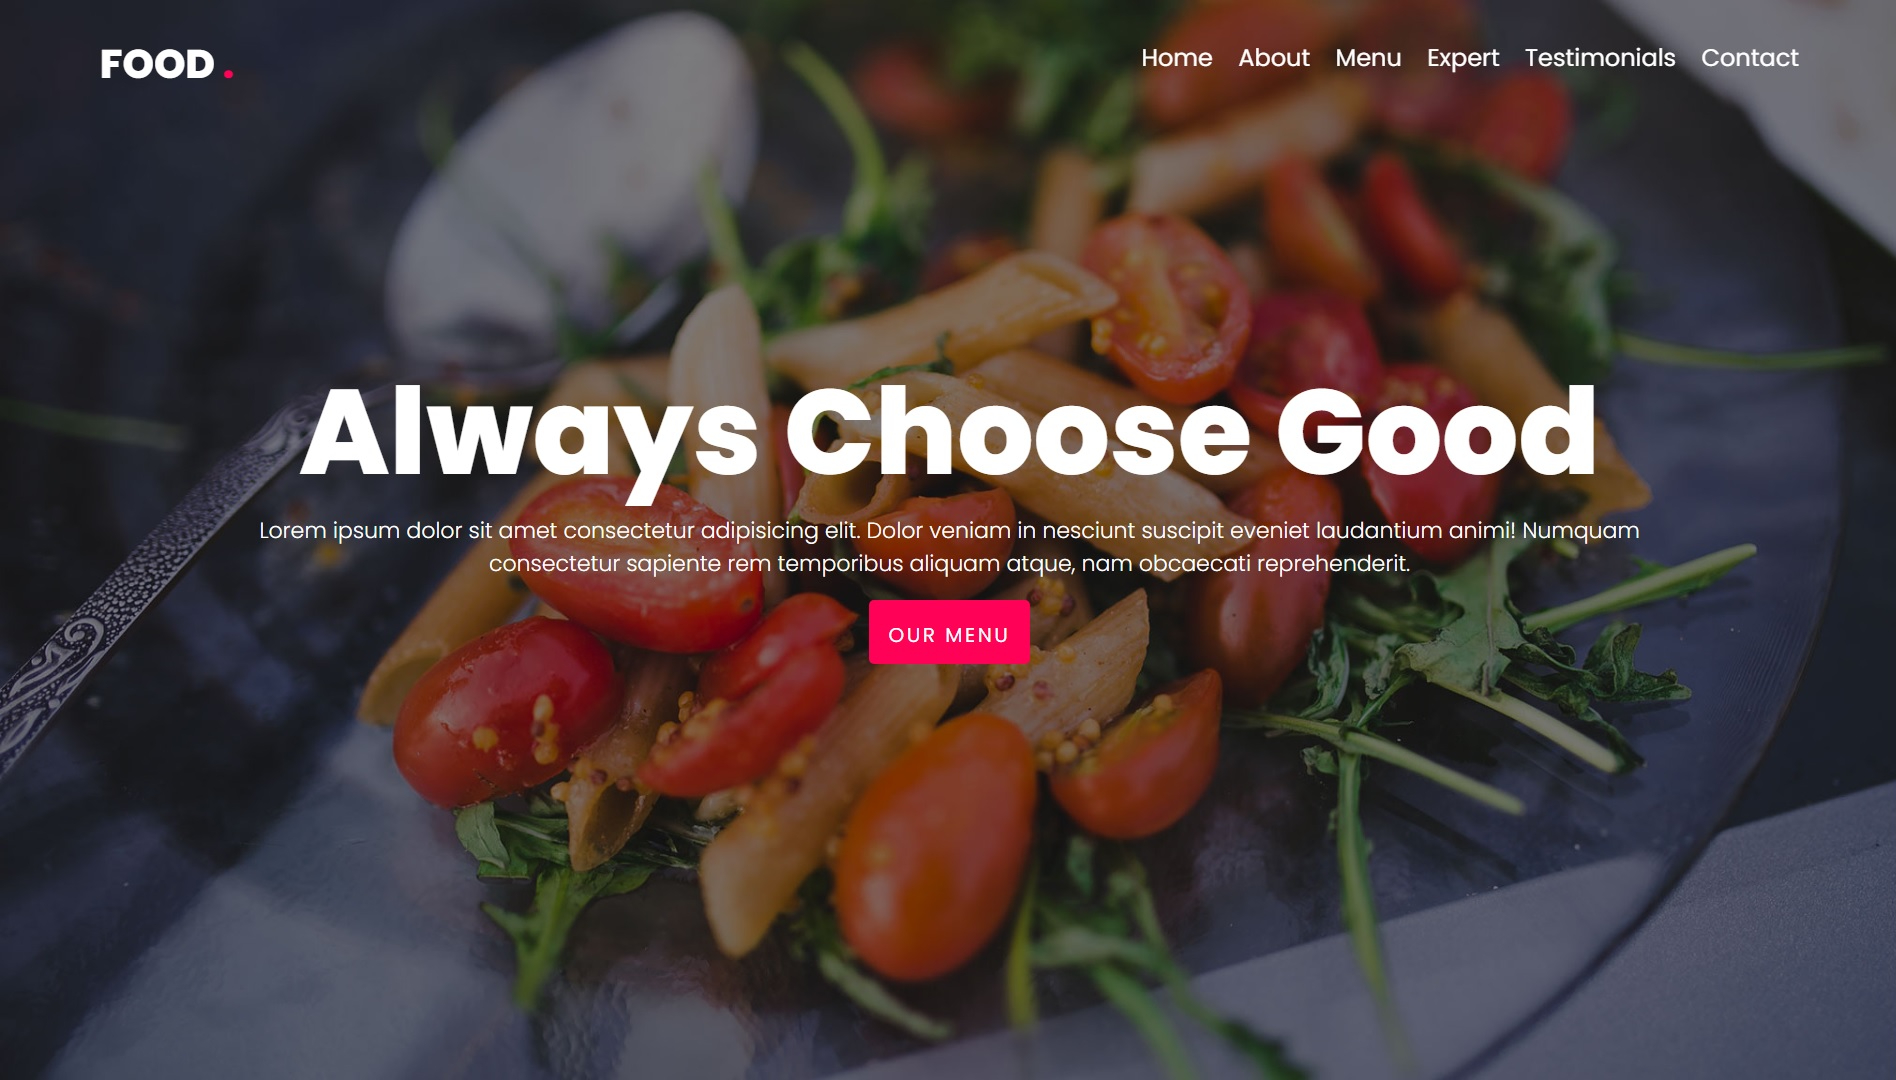 FOOD .
Home About Menu Expert Testimonials Contact
Always Choose Good
Lorem ipsum dolor sit amet consectetur adipisicing elit. Dolor veniam in nesciunt suscipit eveniet laudantium animi! Numquam
consectetur sapiente rem temporibus aliquam atque, nam obcaecati reprehenderit.
OUR MENU